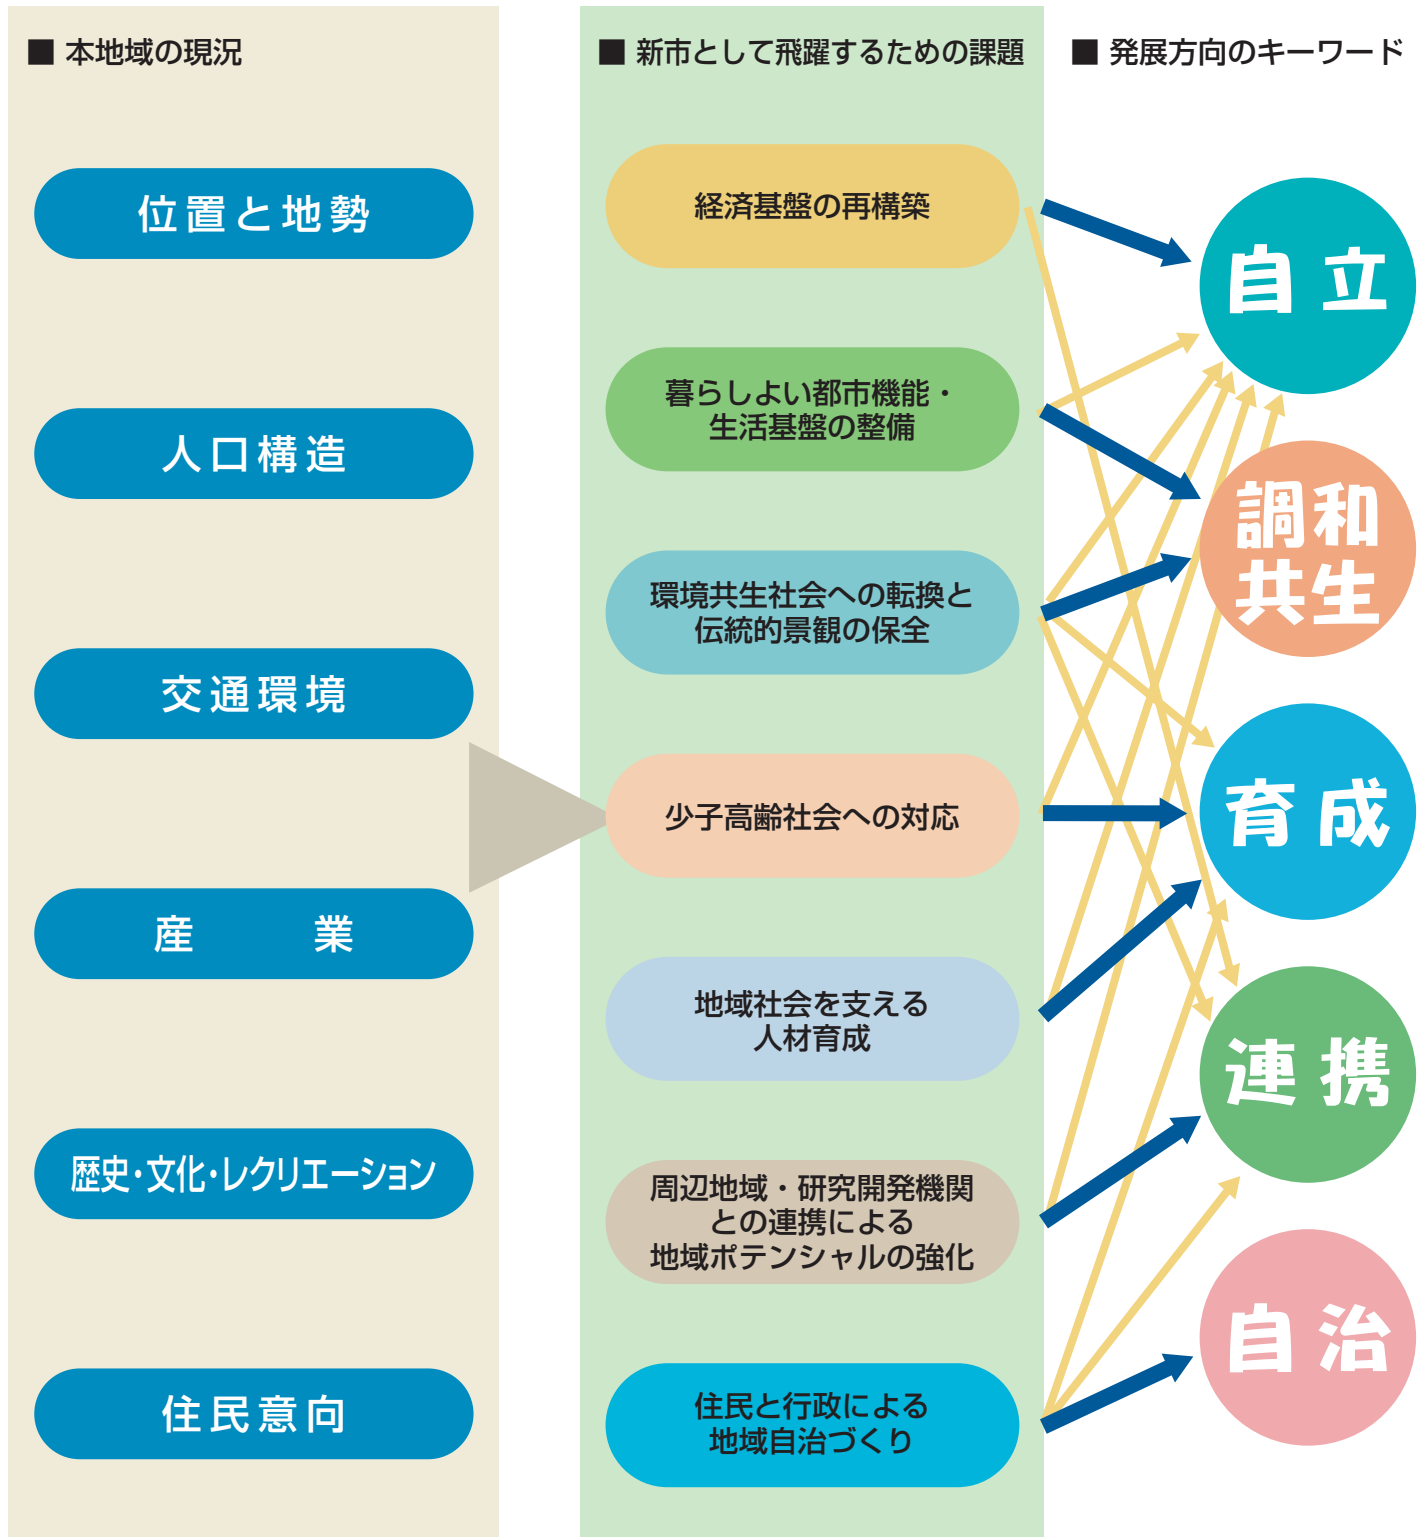 ■ 本地域の現況
位置と地勢
人口構造
交通環境
産　業
歴史・文化・レクリエーション
住民意向
■ 新市として飛躍するための課題
経済基盤の再構築
暮らしよい都市機能・
生活基盤の整備
環境共生社会への転換と
伝統的景観の保全
少子高齢社会への対応
地域社会を支える
人材育成
周辺地域・研究開発機関
との連携による
地域ポテンシャルの強化
住民と行政による
地域自治づくり
■ 発展方向のキーワード
自立
調和
共生
育成
連携
自治